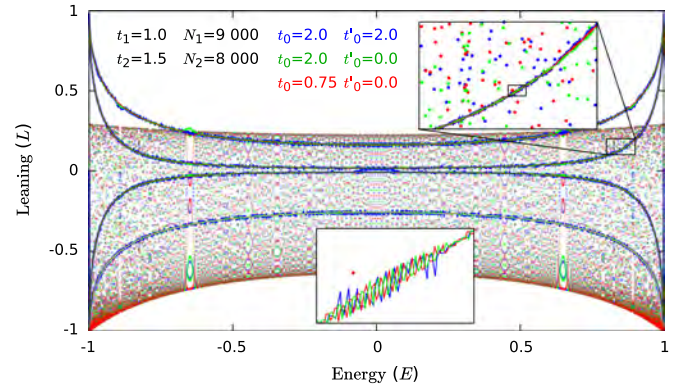 1
t₁=1.0 N₁=9 000 t₀=2.0 t'₀=2.0
t₂=1.5 N₂=8 000 t₀=2.0 t'₀=0.0
t₀=0.75 t'₀=0.0
0.5
Leaning (L)
0
-0.5
-1
-1 -0.5 0 0.5 1
Energy (E)